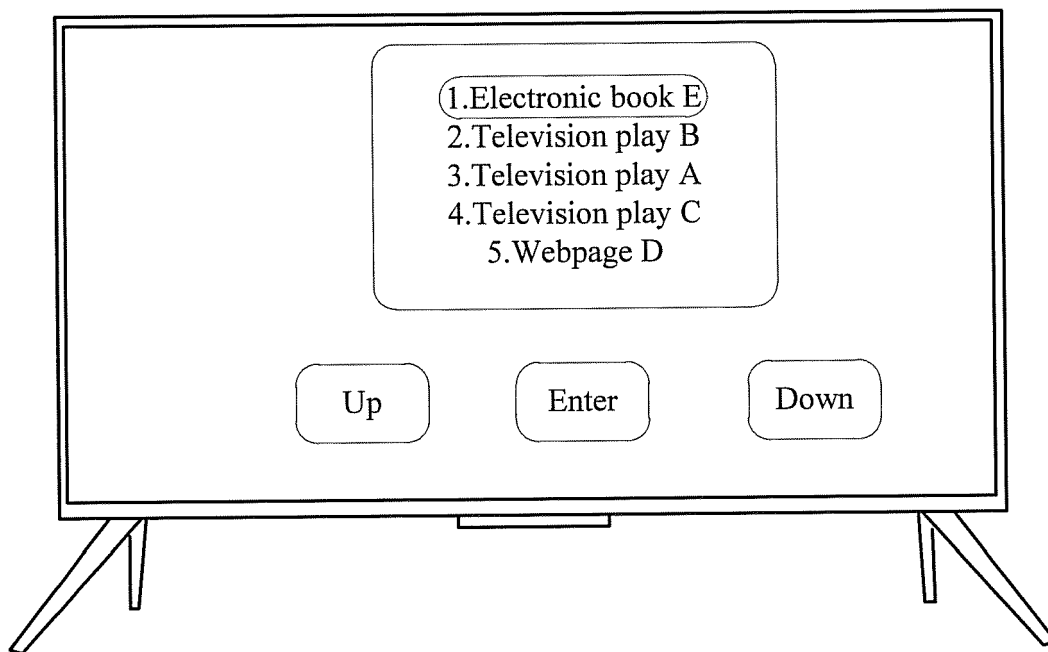 1.Electronic book E
2.Television play B
3.Television play A
4.Television play C
5.Webpage D
Up
Enter
Down